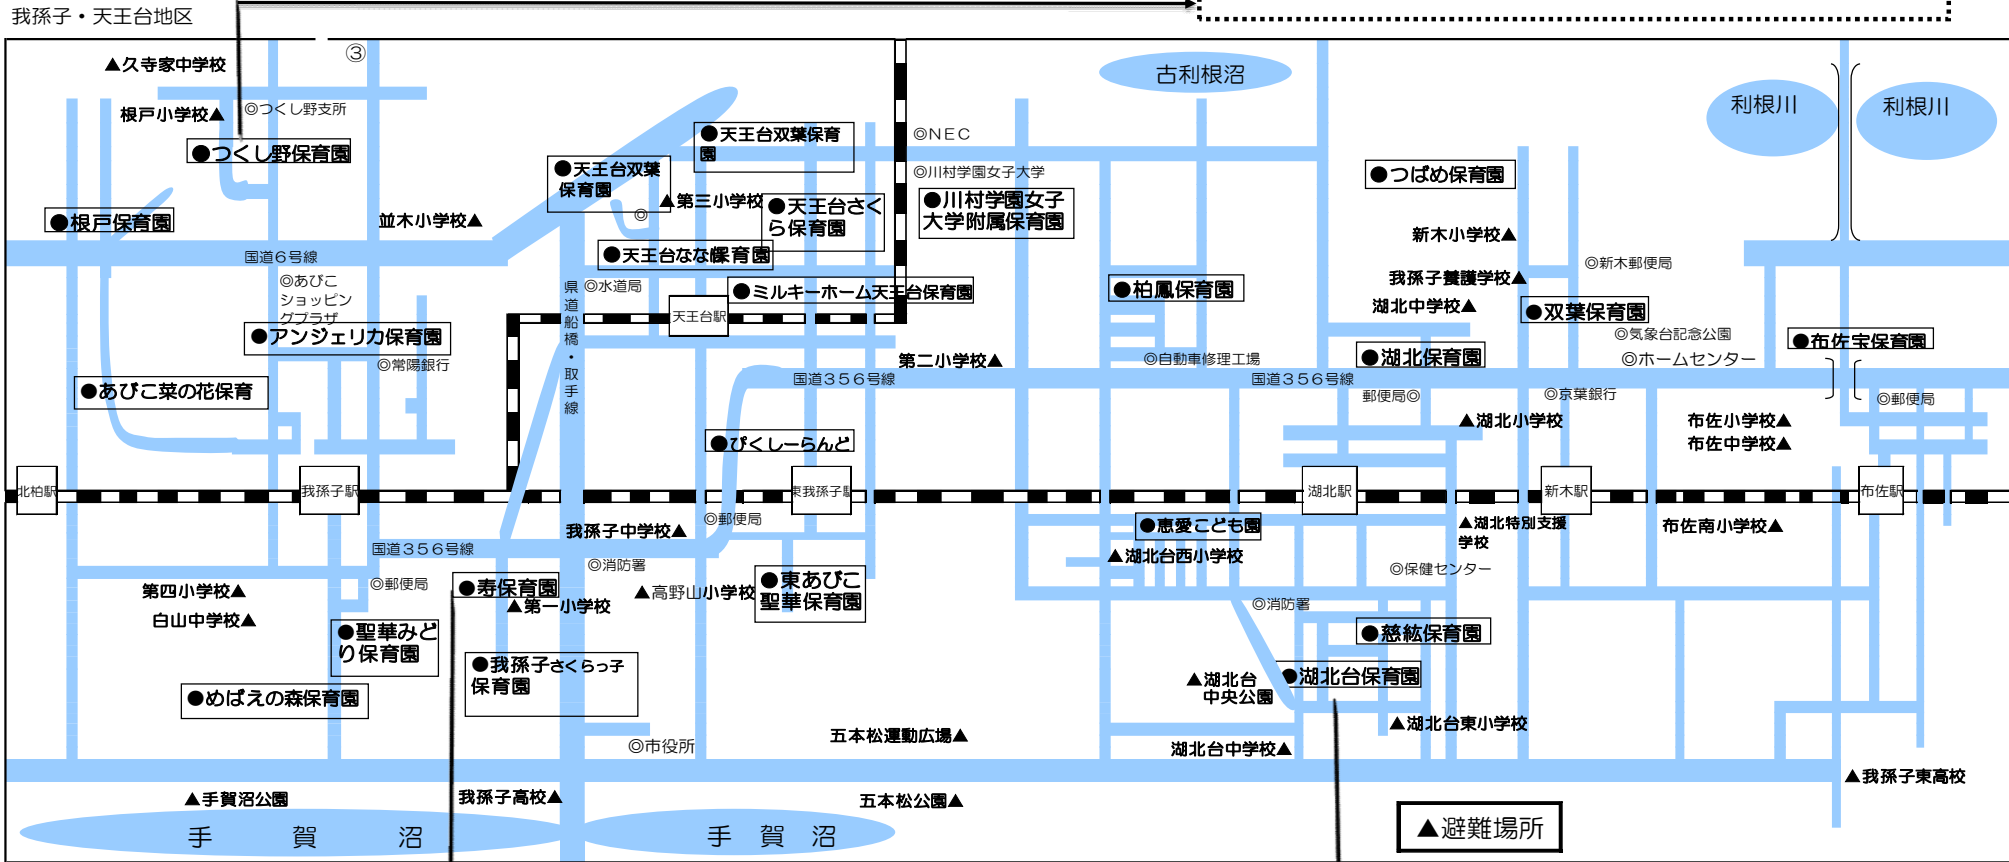 我孫子・天王台地区
③
▲久寺家中学校
古利根沼
利根川
利根川
◎つくし野支所
根戸小学校▲
●つくし野保育園
●天王台双葉保育
園
◎NEC
●天王台双葉
保育園
◎川村学園女子大学
●つばめ保育園
▲第三小学校
◎
●天王台さく
ら保育園
●川村学園女子
大学附属保育園
●根戸保育園
並木小学校▲
新木小学校▲
国道6号線
●天王台なな保育園
◎新木郵便局
◎あびこ
ショッピン
グプラザ
我孫子養護学校▲
県道船橋・取手線
◎水道局
●ミルキーホーム天王台保育園
●柏鳳保育園
湖北中学校▲
●双葉保育園
天王台駅
●アンジェリカ保育園
◎気象台記念公園
●布佐宝保育園
◎常陽銀行
第二小学校▲
◎自動車修理工場
●湖北保育園
◎ホームセンター
国道356号線
国道356号線
●あびこ菜の花保育
郵便局◎
◎京葉銀行
◎郵便局
▲湖北小学校
布佐小学校▲
●ぴくしーらんど
布佐中学校▲
北柏駅
我孫子駅
東我孫子駅
湖北駅
新木駅
布佐駅
我孫子中学校▲
◎郵便局
●恵愛こども園
▲湖北特別支援
学校
布佐南小学校▲
国道356号線
▲湖北台西小学校
◎消防署
◎保健センター
第四小学校▲
◎郵便局
●寿保育園
▲高野山小学校
●東あびこ
聖華保育園
▲第一小学校
◎消防署
白山中学校▲
●聖華みど
り保育園
●慈紘保育園
●我孫子さくらっ子
保育園
▲湖北台
中央公園
●湖北台保育園
●めばえの森保育園
▲湖北台東小学校
五本松運動広場▲
◎市役所
湖北台中学校▲
▲我孫子東高校
▲手賀沼公園
我孫子高校▲
五本松公園▲
手賀沼
手賀沼
▲避難場所